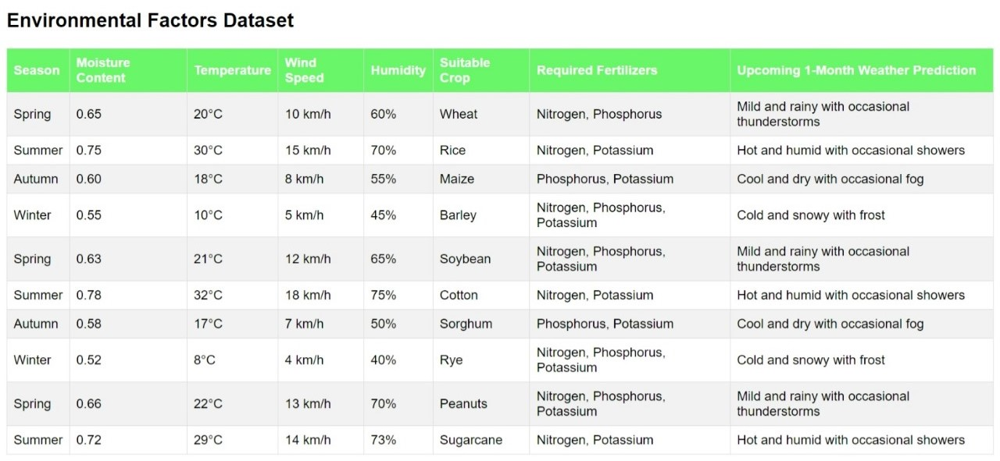 Environmental Factors Dataset
Season Moisture Content Temperature Wind Speed Humidity Suitable Crop Required Fertilizers Upcoming 1-Month Weather Prediction
Spring 0.65 20°C 10 km/h 60% Wheat Nitrogen, Phosphorus Mild and rainy with occasional thunderstorms
Summer 0.75 30°C 15 km/h 70% Rice Nitrogen, Potassium Hot and humid with occasional showers
Autumn 0.60 18°C 8 km/h 55% Maize Phosphorus, Potassium Cool and dry with occasional fog
Winter 0.55 10°C 5 km/h 45% Barley Nitrogen, Phosphorus, Potassium Cold and snowy with frost
Spring 0.63 21°C 12 km/h 65% Soybean Nitrogen, Phosphorus, Potassium Mild and rainy with occasional thunderstorms
Summer 0.78 32°C 18 km/h 75% Cotton Nitrogen, Potassium Hot and humid with occasional showers
Autumn 0.58 17°C 7 km/h 50% Sorghum Phosphorus, Potassium Cool and dry with occasional fog
Winter 0.52 8°C 4 km/h 40% Rye Nitrogen, Phosphorus, Potassium Cold and snowy with frost
Spring 0.66 22°C 13 km/h 70% Peanuts Nitrogen, Phosphorus, Potassium Mild and rainy with occasional thunderstorms
Summer 0.72 29°C 14 km/h 73% Sugarcane Nitrogen, Potassium Hot and humid with occasional showers